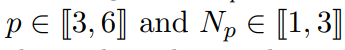 p ∈ ⟦3, 6⟧ and N_p ∈ ⟦1, 3⟧